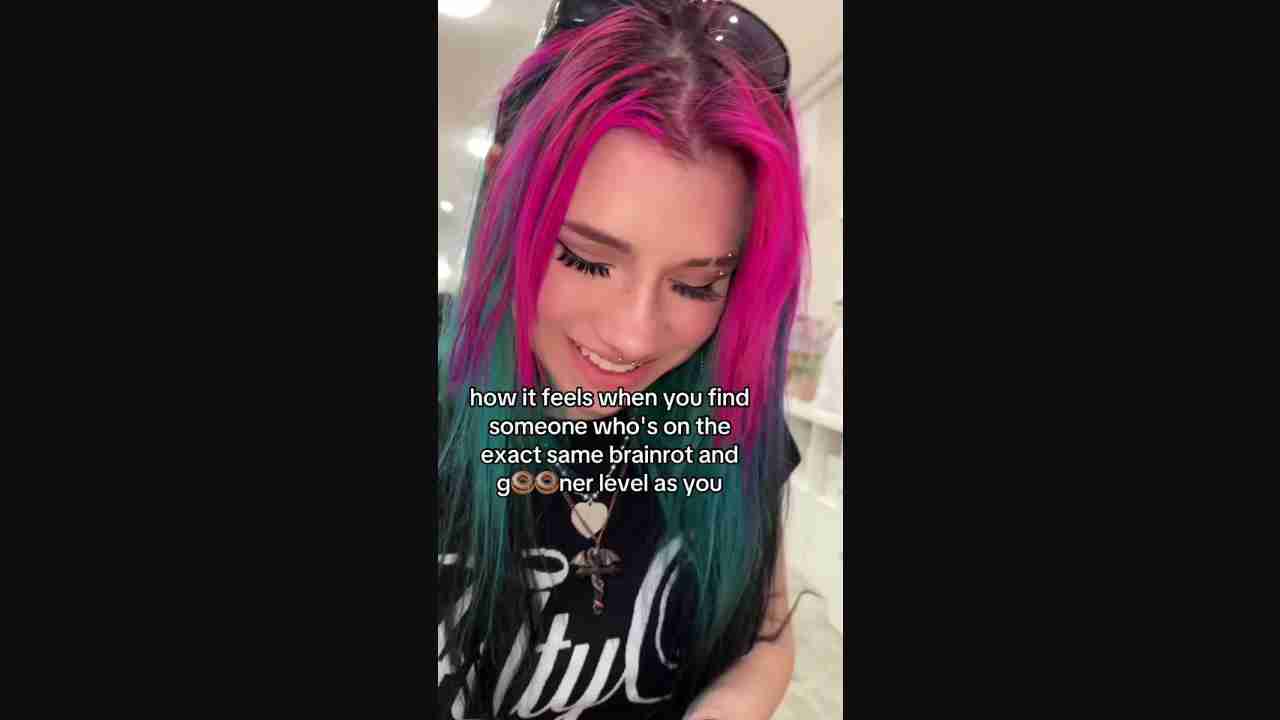 how it feels when you find
someone who's on the
exact same brainrot and
g🍩🍩ner level as you